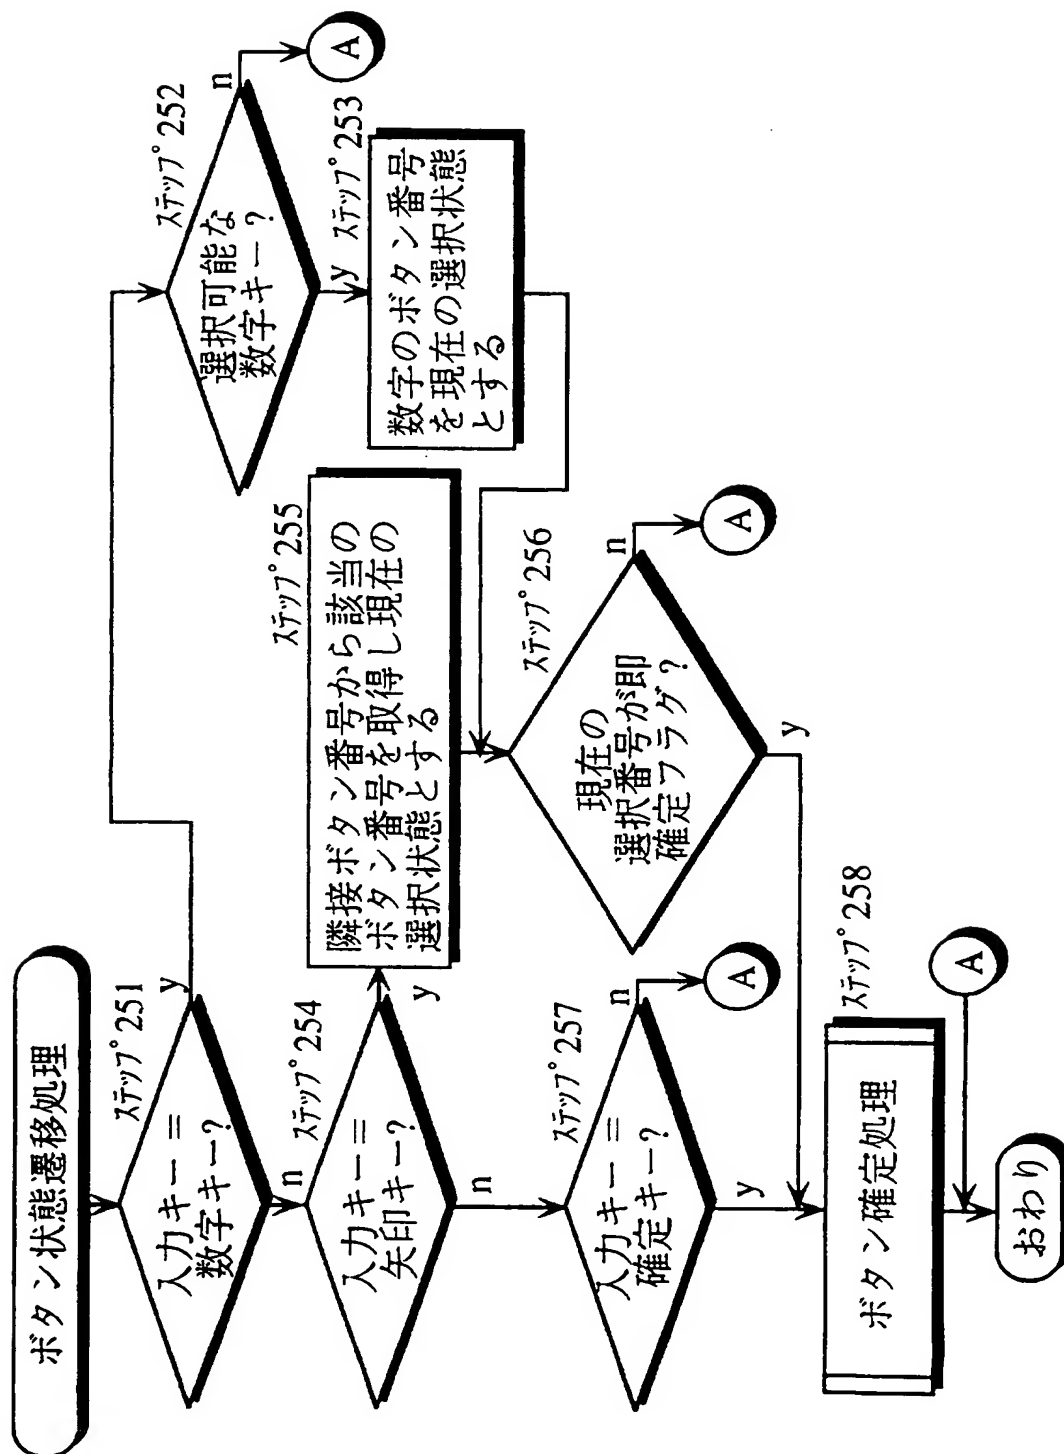 ボタン状態遷移処理
ステップ251
入力キー＝
数字キー？
y
n
ステップ252
選択可能な
数字キー？
n
A
y
ステップ253
数字のボタン番号
を現在の選択状態
とする
ステップ254
入力キー＝
矢印キー？
y
n
ステップ255
隣接ボタン番号から該当の
ボタン番号を取得し現在の
選択状態とする
ステップ256
現在の
選択番号が即
確定フラグ？
n
A
y
ステップ257
入力キー＝
確定キー？
n
A
y
ステップ258
ボタン確定処理
A
おわり